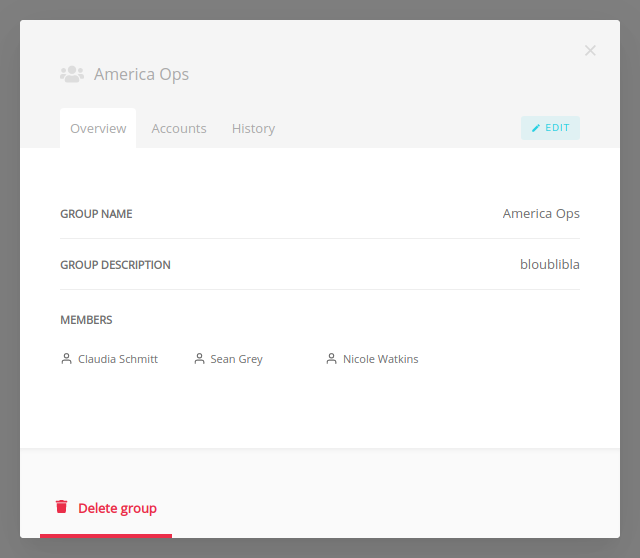 America Ops
Overview Accounts History EDIT
GROUP NAME America Ops
GROUP DESCRIPTION bloublibla
MEMBERS
Claudia Schmitt Sean Grey Nicole Watkins
Delete group